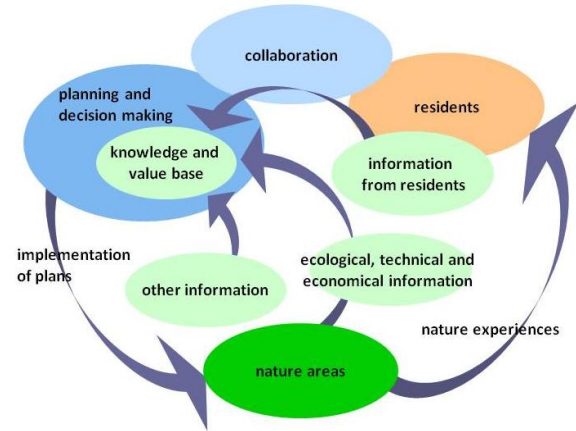 collaboration
planning and
decision making
residents
knowledge and
value base
information
from residents
implementation
of plans
ecological, technical and
economical information
other information
nature experiences
nature areas